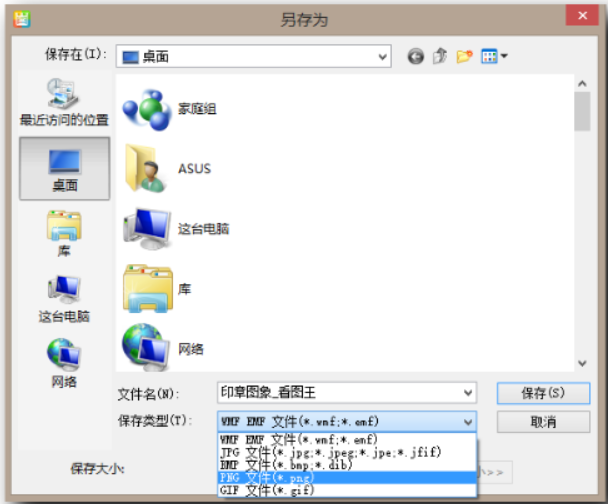 另存为
保存在(I):
桌面
最近访问的位置
桌面
库
这台电脑
网络
家庭组
ASUS
这台电脑
库
网络
文件名(N):
印章图象_看图王
保存(S)
保存类型(T):
WMF EMF 文件(*.wmf;*.emf)
取消
WMF EMF 文件(*.wmf;*.emf)
JPG 文件(*.jpg;*.jpeg;*.jpe;*.jfif)
BMP 文件(*.bmp;*.dib)
PNG 文件(*.png)
GIF 文件(*.gif)
保存大小:
>>